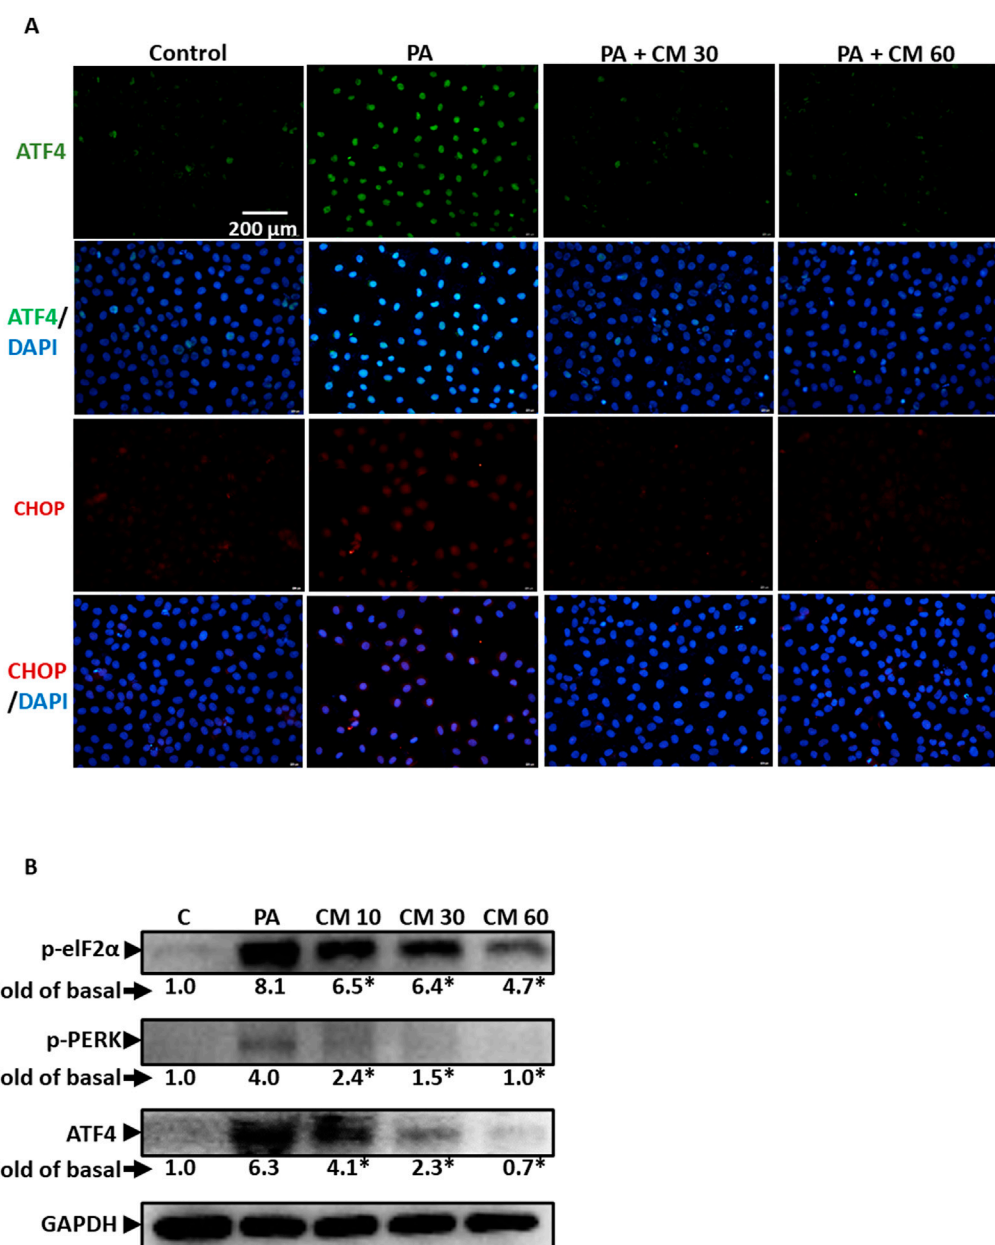 A
Control PA PA + CM 30 PA + CM 60
ATF4
200 µm
ATF4/
DAPI
CHOP
CHOP
/DAPI
B
C PA CM 10 CM 30 CM 60
p-eIF2α
old of basal 1.0 8.1 6.5* 6.4* 4.7*
p-PERK
old of basal 1.0 4.0 2.4* 1.5* 1.0*
ATF4
old of basal 1.0 6.3 4.1* 2.3* 0.7*
GAPDH